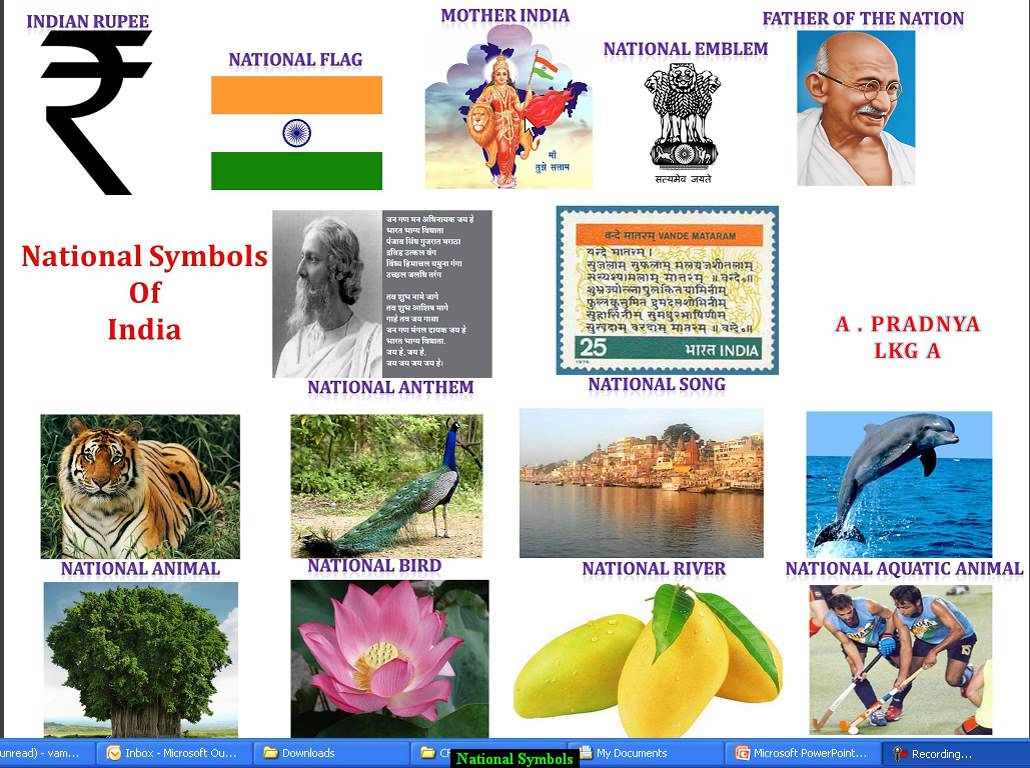 INDIAN RUPEE
NATIONAL FLAG
MOTHER INDIA
माँ
तुझे सलाम
NATIONAL EMBLEM
सत्यमेव जयते
FATHER OF THE NATION
National Symbols
Of
India
जन गण मन अधिनायक जय हे
भारत भाग्य विधाता
पंजाब सिंध गुजरात मराठा
द्रविड़ उत्कल बंग
विंध्य हिमाचल यमुना गंगा
उच्छल जलधि तरंग
तव शुभ नामे जागे
तव शुभ आशिष मागे
गाहे तव जय गाथा
जन गण मंगल दायक जय हे
भारत भाग्य विधाता.
जय हे, जय हे,
जय जय जय जय हे।
NATIONAL ANTHEM
वन्दे मातरम् VANDE MATARAM
वन्दे मातरम् ।
सुजलाम् सुफलाम् मलयजशीतलाम्
सस्यश्यामलाम् मातरम् ॥ वन्दे॰॥
शुभ्रज्योत्स्नापुलकित यामिनीम्
फुल्लकुसुमित द्रुमदलशोभिनीम्
सुहासिनीम् सुमधुरभाषिणीम्
सुखदाम् वरदाम् मातरम् ॥ वन्दे॰॥
25 भारत INDIA
1976
NATIONAL SONG
A . PRADNYA
LKG A
NATIONAL ANIMAL
NATIONAL BIRD
NATIONAL RIVER
NATIONAL AQUATIC ANIMAL
15
unread) - vam...
Inbox - Microsoft Ou...
Downloads
National Symbols
My Documents
Microsoft PowerPoint...
Recording...